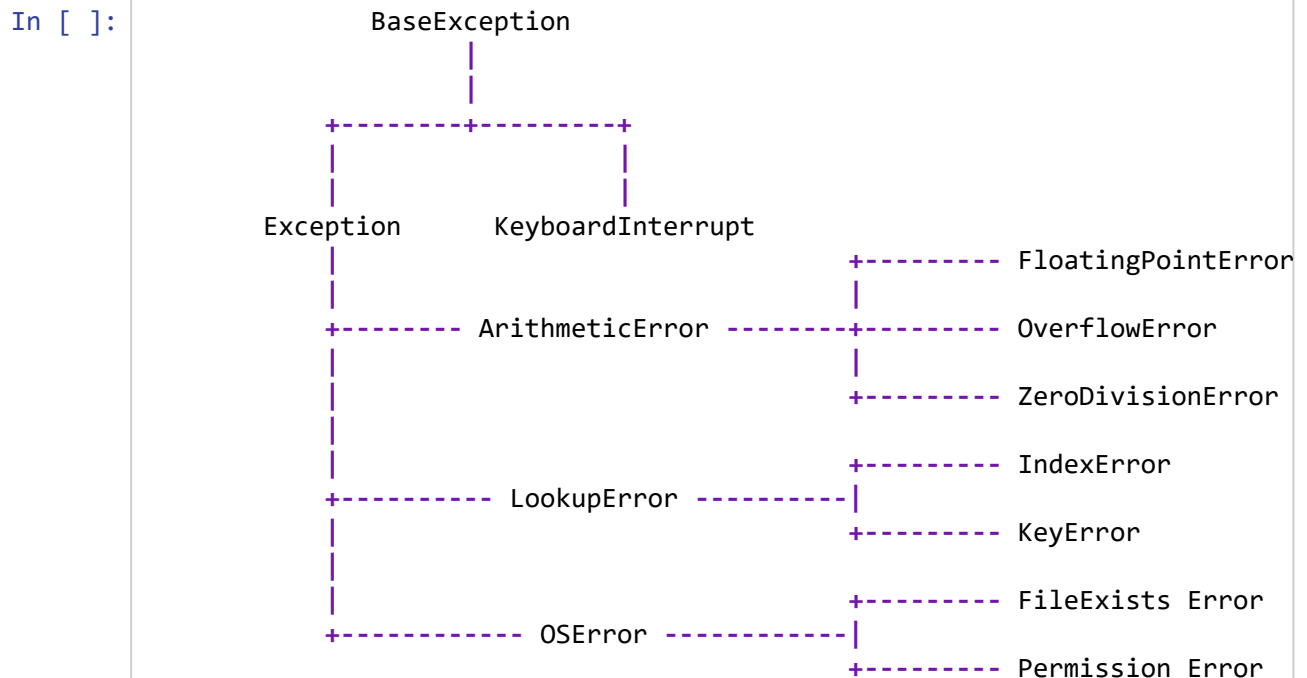 In [ ]:
BaseException
|
|
+---------+----------+
| |
| |
Exception KeyboardInterrupt
| +--------- FloatingPointError
| |
+-------- ArithmeticError --------+--------- OverflowError
| |
| +--------- ZeroDivisionError
|
| +--------- IndexError
+---------- LookupError ----------|
| +--------- KeyError
|
| +--------- FileExists Error
+------------ OSError ------------|
+--------- Permission Error